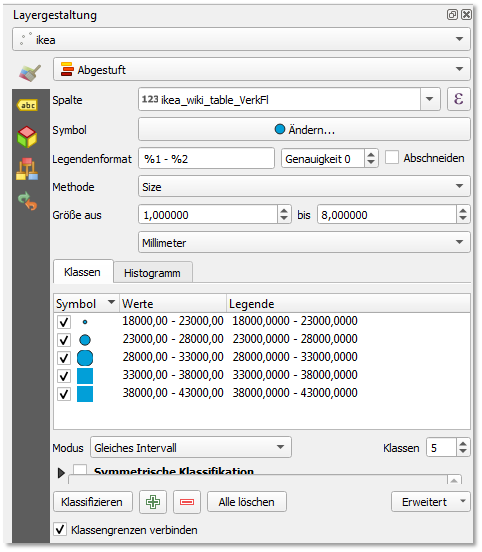 Layergestaltung
ikea
Abgestuft
abc
Spalte 123 ikea_wiki_table_VerkFl ε
Symbol Ändern...
Legendenformat %1 - %2 Genauigkeit 0 Abschneiden
Methode Size
Größe aus 1,000000 bis 8,000000
Millimeter
Klassen Histogramm
Symbol Werte Legende
18000,00 - 23000,00 18000,0000 - 23000,0000
23000,00 - 28000,00 23000,0000 - 28000,0000
28000,00 - 33000,00 28000,0000 - 33000,0000
33000,00 - 38000,00 33000,0000 - 38000,0000
38000,00 - 43000,00 38000,0000 - 43000,0000
Modus Gleiches Intervall Klassen 5
Symmetrische Klassifikation
Klassifizieren Alle löschen Erweitert
Klassengrenzen verbinden